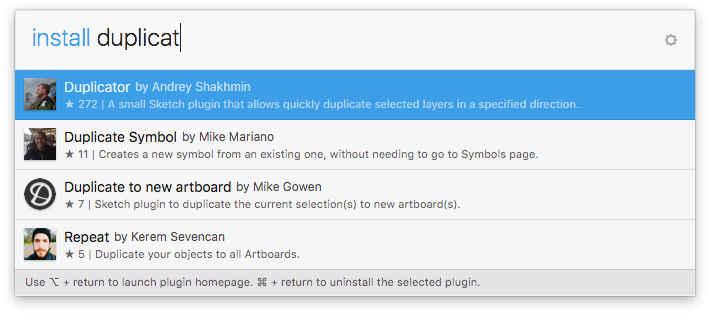 install duplicat
Duplicator by Andrey Shakhmin
★ 272 | A small Sketch plugin that allows quickly duplicate selected layers in a specified direction.
Duplicate Symbol by Mike Mariano
★ 11 | Creates a new symbol from an existing one, without needing to go to Symbols page.
Duplicate to new artboard by Mike Gowen
★ 7 | Sketch plugin to duplicate the current selection(s) to new artboard(s).
Repeat by Kerem Sevencan
★ 5 | Duplicate your objects to all Artboards.
Use ⌥ + return to launch plugin homepage. ⌘ + return to uninstall the selected plugin.